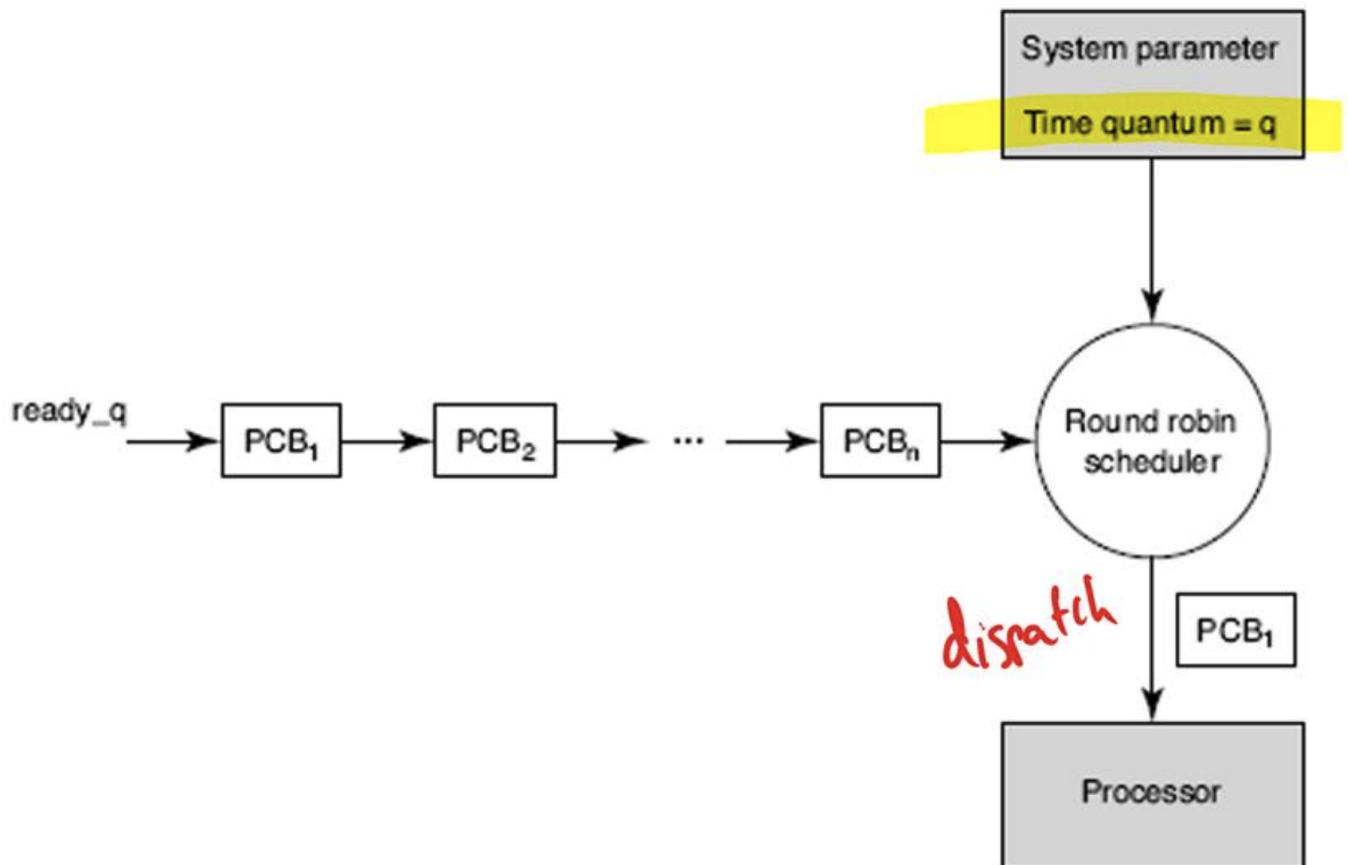 System parameter
Time quantum = q
ready_q
PCB₁
PCB₂
...
PCBₙ
Round robin
scheduler
dispatch
PCB₁
Processor